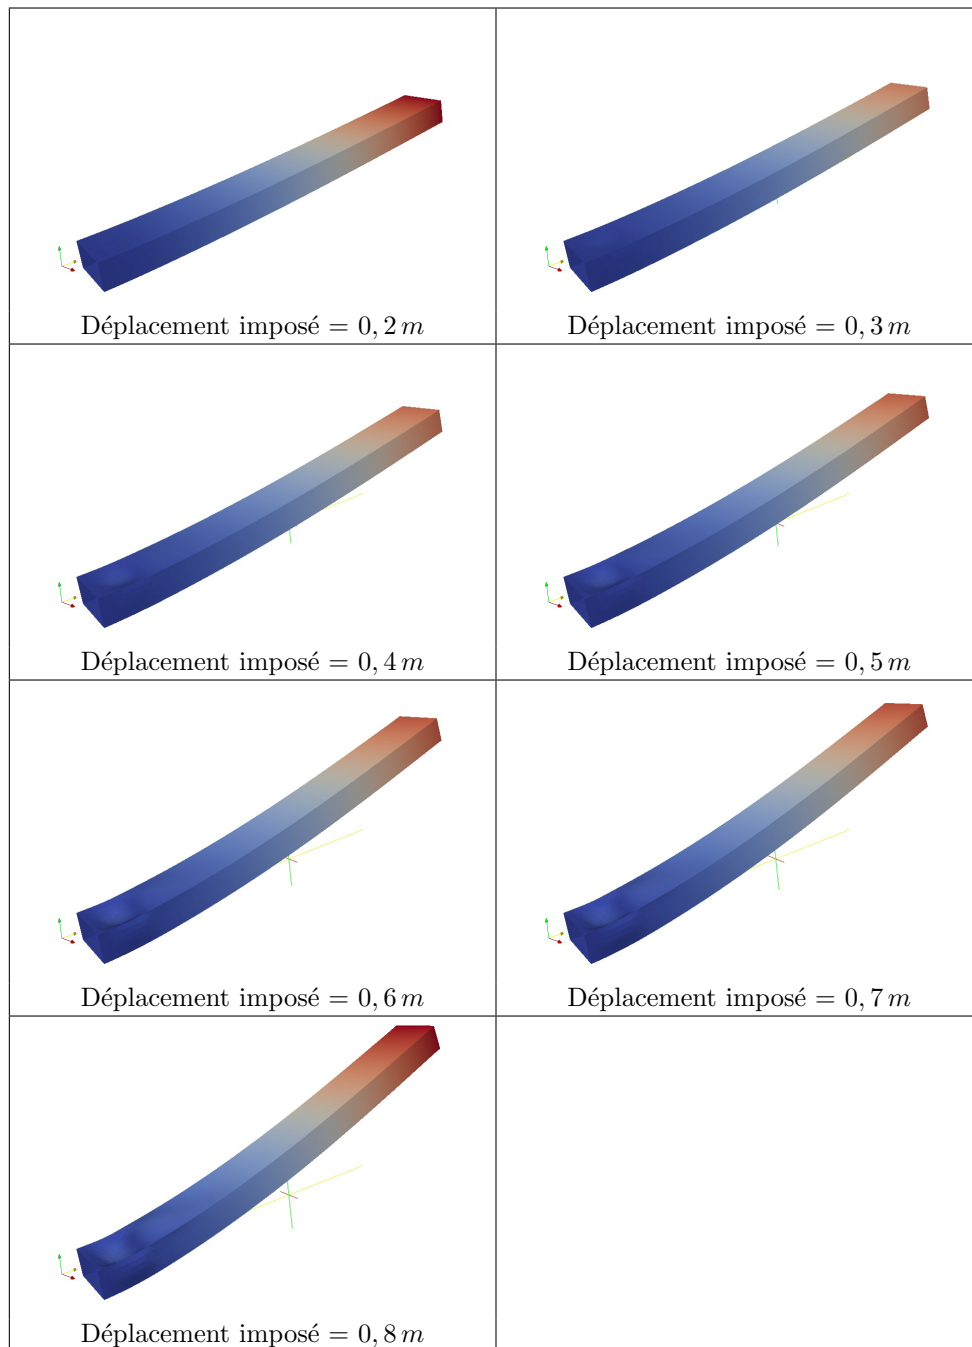 Déplacement imposé = 0,2 m
Déplacement imposé = 0,3 m
Déplacement imposé = 0,4 m
Déplacement imposé = 0,5 m
Déplacement imposé = 0,6 m
Déplacement imposé = 0,7 m
Déplacement imposé = 0,8 m